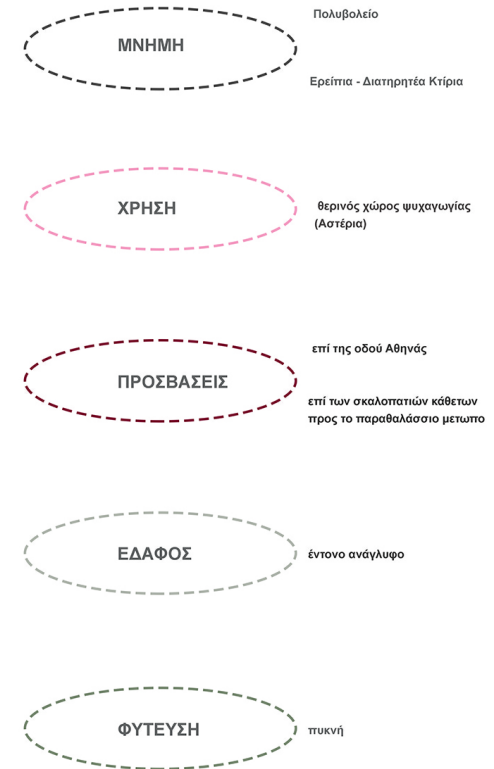 Πολυβολείο
ΜΝΗΜΗ
Ερείπια - Διατηρητέα Κτίρια
ΧΡΗΣΗ
θερινός χώρος ψυχαγωγίας
(Αστέρια)
επί της οδού Αθηνάς
ΠΡΟΣΒΑΣΕΙΣ
επί των σκαλοπατιών κάθετων
προς το παραθαλάσσιο μετωπο
ΕΔΑΦΟΣ
έντονο ανάγλυφο
ΦΥΤΕΥΣΗ
πυκνή